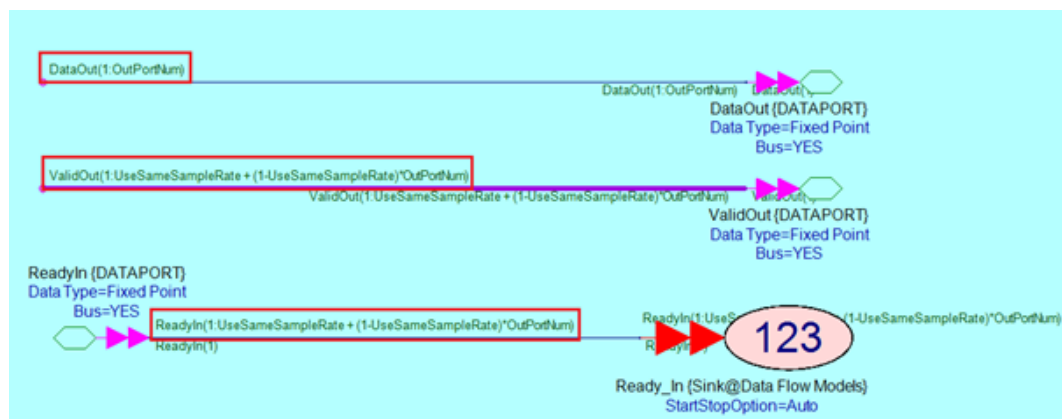 DataOut(1:OutPortNum)
DataOut(1:OutPortNum)
DataOut {DATAPORT}
Data Type=Fixed Point
Bus=YES
ValidOut(1:UseSameSampleRate + (1-UseSameSampleRate)*OutPortNum)
ValidOut(1:UseSameSampleRate + (1-UseSameSampleRate)*OutPortNum)
ValidOut {DATAPORT}
Data Type=Fixed Point
Bus=YES
ReadyIn {DATAPORT}
Data Type=Fixed Point
Bus=YES
ReadyIn(1:UseSameSampleRate + (1-UseSameSampleRate)*OutPortNum)
ReadyIn(1)
(1-UseSameSampleRate)*OutPortNum)
123
Ready_In {Sink@Data Flow Models}
StartStopOption=Auto